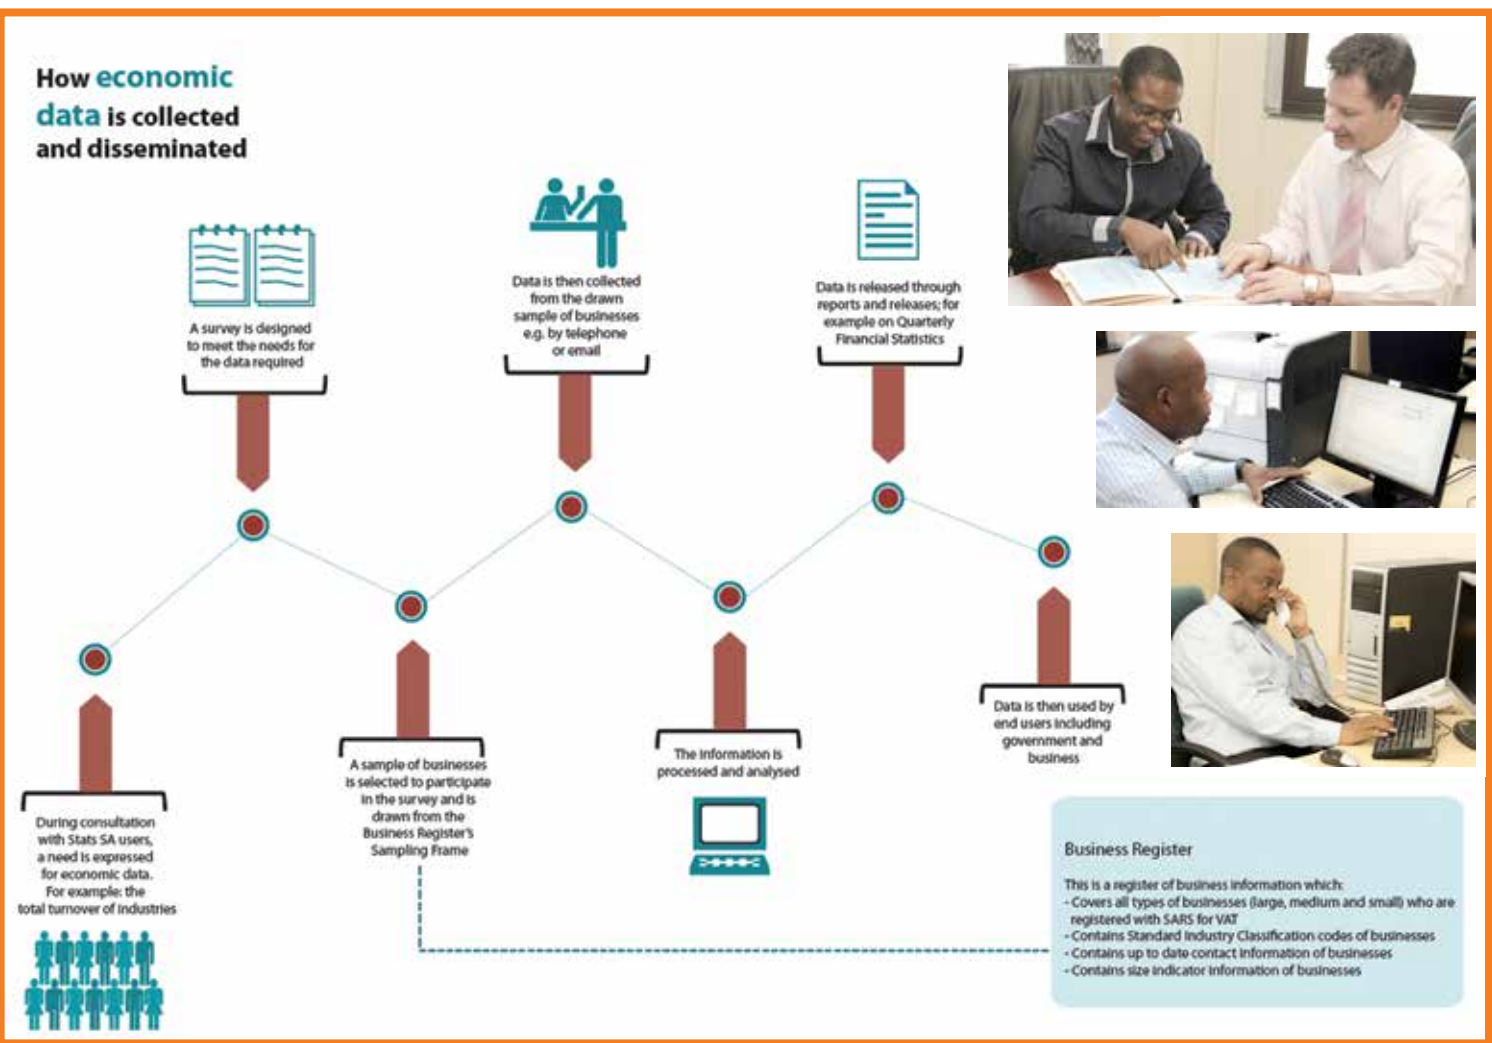 How economic
data is collected
and disseminated
A survey is designed
to meet the needs for
the data required
Data is then collected
from the drawn
sample of businesses
e.g. by telephone
or email
Data is released through
reports and releases; for
example on Quarterly
Financial Statistics
During consultation
with Stats SA users,
a need is expressed
for economic data.
For example: the
total turnover of industries
A sample of businesses
is selected to participate
in the survey and is
drawn from the
Business Register's
Sampling Frame
The information is
processed and analysed
Data is then used by
end users including
government and
business
Business Register
This is a register of business information which:
- Covers all types of businesses (large, medium and small) who are
registered with SARS for VAT
- Contains Standard Industry Classification codes of businesses
- Contains up to date contact information of businesses
- Contains size indicator information of businesses